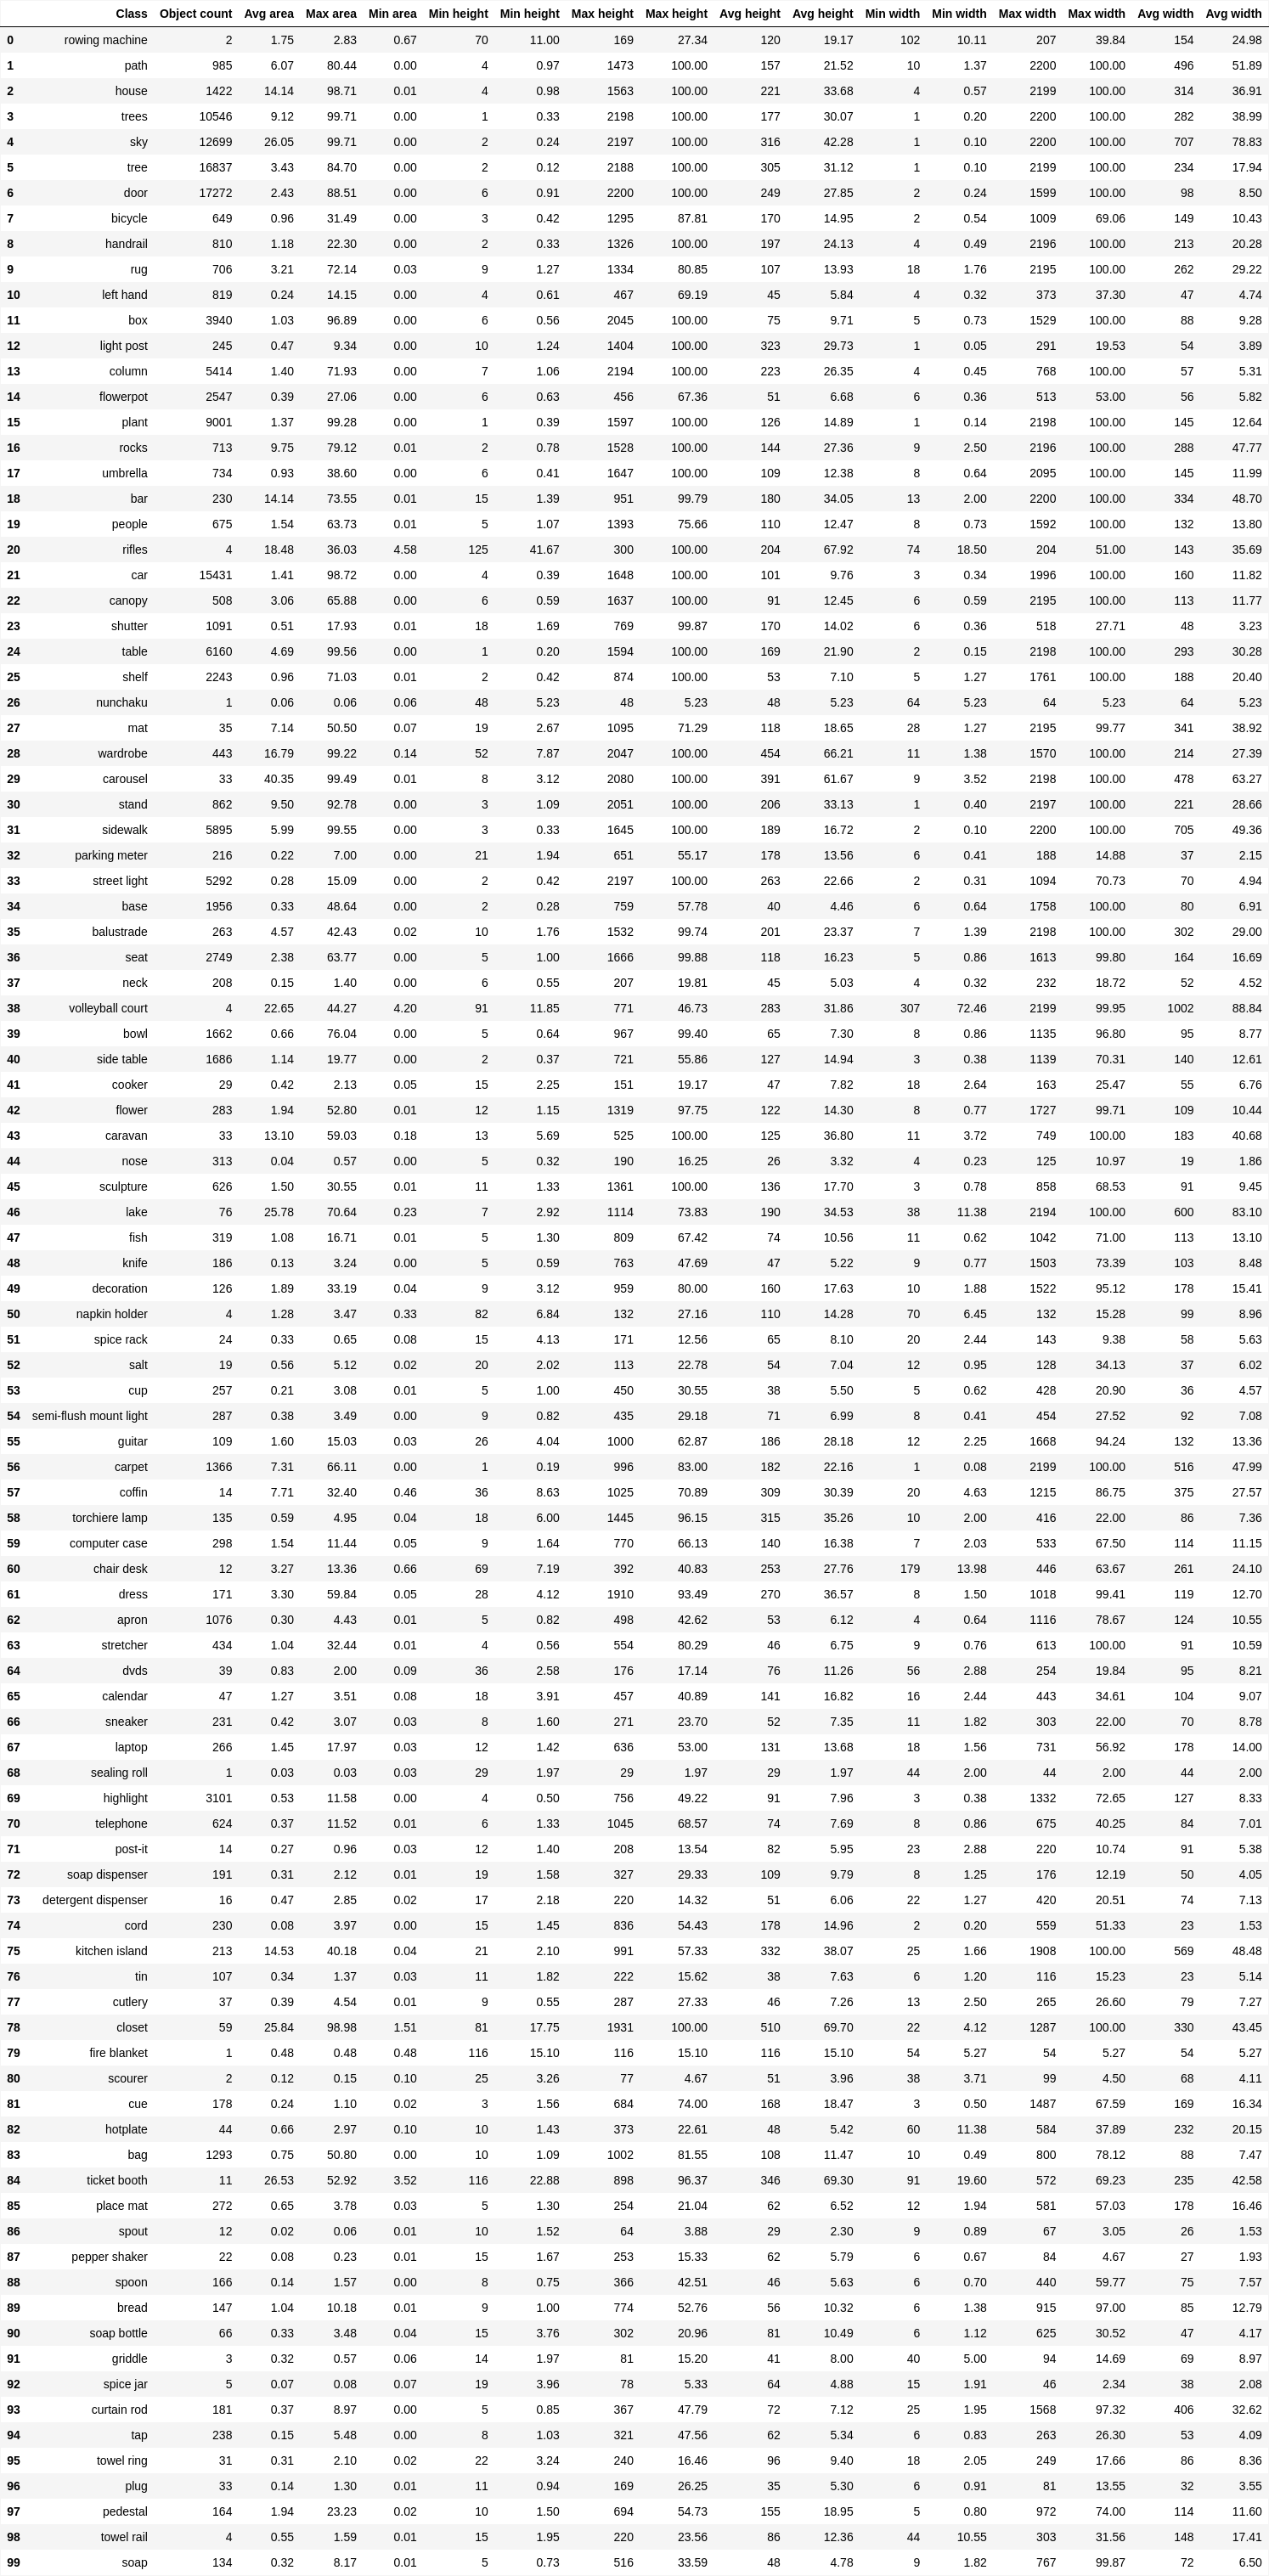 Class Object count Avg area Max area Min area Min height Min height Max height Max height Avg height Avg height Min width Min width Max width Max width Avg width Avg width
0 rowing machine 2 1.75 2.83 0.67 70 11.00 169 27.34 120 19.17 102 10.11 207 39.84 154 24.98
1 path 985 6.07 80.44 0.00 4 0.97 1473 100.00 157 21.52 10 1.37 2200 100.00 496 51.89
2 house 1422 14.14 98.71 0.01 4 0.98 1563 100.00 221 33.68 4 0.57 2199 100.00 314 36.91
3 trees 10546 9.12 99.71 0.00 1 0.33 2198 100.00 177 30.07 1 0.20 2200 100.00 282 38.99
4 sky 12699 26.05 99.71 0.00 2 0.24 2197 100.00 316 42.28 1 0.10 2200 100.00 707 78.83
5 tree 16837 3.43 84.70 0.00 2 0.12 2188 100.00 305 31.12 1 0.10 2199 100.00 234 17.94
6 door 17272 2.43 88.51 0.00 6 0.91 2200 100.00 249 27.85 2 0.24 1599 100.00 98 8.50
7 bicycle 649 0.96 31.49 0.00 3 0.42 1295 87.81 170 14.95 2 0.54 1009 69.06 149 10.43
8 handrail 810 1.18 22.30 0.00 2 0.33 1326 100.00 197 24.13 4 0.49 2196 100.00 213 20.28
9 rug 706 3.21 72.14 0.03 9 1.27 1334 80.85 107 13.93 18 1.76 2195 100.00 262 29.22
10 left hand 819 0.24 14.15 0.00 4 0.61 467 69.19 45 5.84 4 0.32 373 37.30 47 4.74
11 box 3940 1.03 96.89 0.00 6 0.56 2045 100.00 75 9.71 5 0.73 1529 100.00 88 9.28
12 light post 245 0.47 9.34 0.00 10 1.24 1404 100.00 323 29.73 1 0.05 291 19.53 54 3.89
13 column 5414 1.40 71.93 0.00 7 1.06 2194 100.00 223 26.35 4 0.45 768 100.00 57 5.31
14 flowerpot 2547 0.39 27.06 0.00 6 0.63 456 67.36 51 6.68 6 0.36 513 53.00 56 5.82
15 plant 9001 1.37 99.28 0.00 1 0.39 1597 100.00 126 14.89 1 0.14 2198 100.00 145 12.64
16 rocks 713 9.75 79.12 0.01 2 0.78 1528 100.00 144 27.36 9 2.50 2196 100.00 288 47.77
17 umbrella 734 0.93 38.60 0.00 6 0.41 1647 100.00 109 12.38 8 0.64 2095 100.00 145 11.99
18 bar 230 14.14 73.55 0.01 15 1.39 951 99.79 180 34.05 13 2.00 2200 100.00 334 48.70
19 people 675 1.54 63.73 0.01 5 1.07 1393 75.66 110 12.47 8 0.73 1592 100.00 132 13.80
20 rifles 4 18.48 36.03 4.58 125 41.67 300 100.00 204 67.92 74 18.50 204 51.00 143 35.69
21 car 15431 1.41 98.72 0.00 4 0.39 1648 100.00 101 9.76 3 0.34 1996 100.00 160 11.82
22 canopy 508 3.06 65.88 0.00 6 0.59 1637 100.00 91 12.45 6 0.59 2195 100.00 113 11.77
23 shutter 1091 0.51 17.93 0.01 18 1.69 769 99.87 170 14.02 6 0.36 518 27.71 48 3.23
24 table 6160 4.69 99.56 0.00 1 0.20 1594 100.00 169 21.90 2 0.15 2198 100.00 293 30.28
25 shelf 2243 0.96 71.03 0.01 2 0.42 874 100.00 53 7.10 5 1.27 1761 100.00 188 20.40
26 nunchaku 1 0.06 0.06 0.06 48 5.23 48 5.23 48 5.23 64 5.23 64 5.23 64 5.23
27 mat 35 7.14 50.50 0.07 19 2.67 1095 71.29 118 18.65 28 1.27 2195 99.77 341 38.92
28 wardrobe 443 16.79 99.22 0.14 52 7.87 2047 100.00 454 66.21 11 1.38 1570 100.00 214 27.39
29 carousel 33 40.35 99.49 0.01 8 3.12 2080 100.00 391 61.67 9 3.52 2198 100.00 478 63.27
30 stand 862 9.50 92.78 0.00 3 1.09 2051 100.00 206 33.13 1 0.40 2197 100.00 221 28.66
31 sidewalk 5895 5.99 99.55 0.00 3 0.33 1645 100.00 189 16.72 2 0.10 2200 100.00 705 49.36
32 parking meter 216 0.22 7.00 0.00 21 1.94 651 55.17 178 13.56 6 0.41 188 14.88 37 2.15
33 street light 5292 0.28 15.09 0.00 2 0.42 2197 100.00 263 22.66 2 0.31 1094 70.73 70 4.94
34 base 1956 0.33 48.64 0.00 2 0.28 759 57.78 40 4.46 6 0.64 1758 100.00 80 6.91
35 balustrade 263 4.57 42.43 0.02 10 1.76 1532 99.74 201 23.37 7 1.39 2198 100.00 302 29.00
36 seat 2749 2.38 63.77 0.00 5 1.00 1666 99.88 118 16.23 5 0.86 1613 99.80 164 16.69
37 neck 208 0.15 1.40 0.00 6 0.55 207 19.81 45 5.03 4 0.32 232 18.72 52 4.52
38 volleyball court 4 22.65 44.27 4.20 91 11.85 771 46.73 283 31.86 307 72.46 2199 99.95 1002 88.84
39 bowl 1662 0.66 76.04 0.00 5 0.64 967 99.40 65 7.30 8 0.86 1135 96.80 95 8.77
40 side table 1686 1.14 19.77 0.00 2 0.37 721 55.86 127 14.94 3 0.38 1139 70.31 140 12.61
41 cooker 29 0.42 2.13 0.05 15 2.25 151 19.17 47 7.82 18 2.64 163 25.47 55 6.76
42 flower 283 1.94 52.80 0.01 12 1.15 1319 97.75 122 14.30 8 0.77 1727 99.71 109 10.44
43 caravan 33 13.10 59.03 0.18 13 5.69 525 100.00 125 36.80 11 3.72 749 100.00 183 40.68
44 nose 313 0.04 0.57 0.00 5 0.32 190 16.25 26 3.32 4 0.23 125 10.97 19 1.86
45 sculpture 626 1.50 30.55 0.01 11 1.33 1361 100.00 136 17.70 3 0.78 858 68.53 91 9.45
46 lake 76 25.78 70.64 0.23 7 2.92 1114 73.83 190 34.53 38 11.38 2194 100.00 600 83.10
47 fish 319 1.08 16.71 0.01 5 1.30 809 67.42 74 10.56 11 0.62 1042 71.00 113 13.10
48 knife 186 0.13 3.24 0.00 5 0.59 763 47.69 47 5.22 9 0.77 1503 73.39 103 8.48
49 decoration 126 1.89 33.19 0.04 9 3.12 959 80.00 160 17.63 10 1.88 1522 95.12 178 15.41
50 napkin holder 4 1.28 3.47 0.33 82 6.84 132 27.16 110 14.28 70 6.45 132 15.28 99 8.96
51 spice rack 24 0.33 0.65 0.08 15 4.13 171 12.56 65 8.10 20 2.44 143 9.38 58 5.63
52 salt 19 0.56 5.12 0.02 20 2.02 113 22.78 54 7.04 12 0.95 128 34.13 37 6.02
53 cup 257 0.21 3.08 0.01 5 1.00 450 30.55 38 5.50 5 0.62 428 20.90 36 4.57
54 semi-flush mount light 287 0.38 3.49 0.00 9 0.82 435 29.18 71 6.99 8 0.41 454 27.52 92 7.08
55 guitar 109 1.60 15.03 0.03 26 4.04 1000 62.87 186 28.18 12 2.25 1668 94.24 132 13.36
56 carpet 1366 7.31 66.11 0.00 1 0.19 996 83.00 182 22.16 1 0.08 2199 100.00 516 47.99
57 coffin 14 7.71 32.40 0.46 36 8.63 1025 70.89 309 30.39 20 4.63 1215 86.75 375 27.57
58 torchiere lamp 135 0.59 4.95 0.04 18 6.00 1445 96.15 315 35.26 10 2.00 416 22.00 86 7.36
59 computer case 298 1.54 11.44 0.05 9 1.64 770 66.13 140 16.38 7 2.03 533 67.50 114 11.15
60 chair desk 12 3.27 13.36 0.66 69 7.19 392 40.83 253 27.76 179 13.98 446 63.67 261 24.10
61 dress 171 3.30 59.84 0.05 28 4.12 1910 93.49 270 36.57 8 1.50 1018 99.41 119 12.70
62 apron 1076 0.30 4.43 0.01 5 0.82 498 42.62 53 6.12 4 0.64 1116 78.67 124 10.55
63 stretcher 434 1.04 32.44 0.01 4 0.56 554 80.29 46 6.75 9 0.76 613 100.00 91 10.59
64 dvds 39 0.83 2.00 0.09 36 2.58 176 17.14 76 11.26 56 2.88 254 19.84 95 8.21
65 calendar 47 1.27 3.51 0.08 18 3.91 457 40.89 141 16.82 16 2.44 443 34.61 104 9.07
66 sneaker 231 0.42 3.07 0.03 8 1.60 271 23.70 52 7.35 11 1.82 303 22.00 70 8.78
67 laptop 266 1.45 17.97 0.03 12 1.42 636 53.00 131 13.68 18 1.56 731 56.92 178 14.00
68 sealing roll 1 0.03 0.03 0.03 29 1.97 29 1.97 29 1.97 44 2.00 44 2.00 44 2.00
69 highlight 3101 0.53 11.58 0.00 4 0.50 756 49.22 91 7.96 3 0.38 1332 72.65 127 8.33
70 telephone 624 0.37 11.52 0.01 6 1.33 1045 68.57 74 7.69 8 0.86 675 40.25 84 7.01
71 post-it 14 0.27 0.96 0.03 12 1.40 208 13.54 82 5.95 23 2.88 220 10.74 91 5.38
72 soap dispenser 191 0.31 2.12 0.01 19 1.58 327 29.33 109 9.79 8 1.25 176 12.19 50 4.05
73 detergent dispenser 16 0.47 2.85 0.02 17 2.18 220 14.32 51 6.06 22 1.27 420 20.51 74 7.13
74 cord 230 0.08 3.97 0.00 15 1.45 836 54.43 178 14.96 2 0.20 559 51.33 23 1.53
75 kitchen island 213 14.53 40.18 0.04 21 2.10 991 57.33 332 38.07 25 1.66 1908 100.00 569 48.48
76 tin 107 0.34 1.37 0.03 11 1.82 222 15.62 38 7.63 6 1.20 116 15.23 23 5.14
77 cutlery 37 0.39 4.54 0.01 9 0.55 287 27.33 46 7.26 13 2.50 265 26.60 79 7.27
78 closet 59 25.84 98.98 1.51 81 17.75 1931 100.00 510 69.70 22 4.12 1287 100.00 330 43.45
79 fire blanket 1 0.48 0.48 0.48 116 15.10 116 15.10 116 15.10 54 5.27 54 5.27 54 5.27
80 scourer 2 0.12 0.15 0.10 25 3.26 77 4.67 51 3.96 38 3.71 99 4.50 68 4.11
81 cue 178 0.24 1.10 0.02 3 1.56 684 74.00 168 18.47 3 0.50 1487 67.59 169 16.34
82 hotplate 44 0.66 2.97 0.10 10 1.43 373 22.61 48 5.42 60 11.38 584 37.89 232 20.15
83 bag 1293 0.75 50.80 0.00 10 1.09 1002 81.55 108 11.47 10 0.49 800 78.12 88 7.47
84 ticket booth 11 26.53 52.92 3.52 116 22.88 898 96.37 346 69.30 91 19.60 572 69.23 235 42.58
85 place mat 272 0.65 3.78 0.03 5 1.30 254 21.04 62 6.52 12 1.94 581 57.03 178 16.46
86 spout 12 0.02 0.06 0.01 10 1.52 64 3.88 29 2.30 9 0.89 67 3.05 26 1.53
87 pepper shaker 22 0.08 0.23 0.01 15 1.67 253 15.33 62 5.79 6 0.67 84 4.67 27 1.93
88 spoon 166 0.14 1.57 0.00 8 0.75 366 42.51 46 5.63 6 0.70 440 59.77 75 7.57
89 bread 147 1.04 10.18 0.01 9 1.00 774 52.76 56 10.32 6 1.38 915 97.00 85 12.79
90 soap bottle 66 0.33 3.48 0.04 15 3.76 302 20.96 81 10.49 6 1.12 625 30.52 47 4.17
91 griddle 3 0.32 0.57 0.06 14 1.97 81 15.20 41 8.00 40 5.00 94 14.69 69 8.97
92 spice jar 5 0.07 0.08 0.07 19 3.96 78 5.33 64 4.88 15 1.91 46 2.34 38 2.08
93 curtain rod 181 0.37 8.97 0.00 5 0.85 367 47.79 72 7.12 25 1.95 1568 97.32 406 32.62
94 tap 238 0.15 5.48 0.00 8 1.03 321 47.56 62 5.34 6 0.83 263 26.30 53 4.09
95 towel ring 31 0.31 2.10 0.02 22 3.24 240 16.46 96 9.40 18 2.05 249 17.66 86 8.36
96 plug 33 0.14 1.30 0.01 11 0.94 169 26.25 35 5.30 6 0.91 81 13.55 32 3.55
97 pedestal 164 1.94 23.23 0.02 10 1.50 694 54.73 155 18.95 5 0.80 972 74.00 114 11.60
98 towel rail 4 0.55 1.59 0.01 15 1.95 220 23.56 86 12.36 44 10.55 303 31.56 148 17.41
99 soap 134 0.32 8.17 0.01 5 0.73 516 33.59 48 4.78 9 1.82 767 99.87 72 6.50